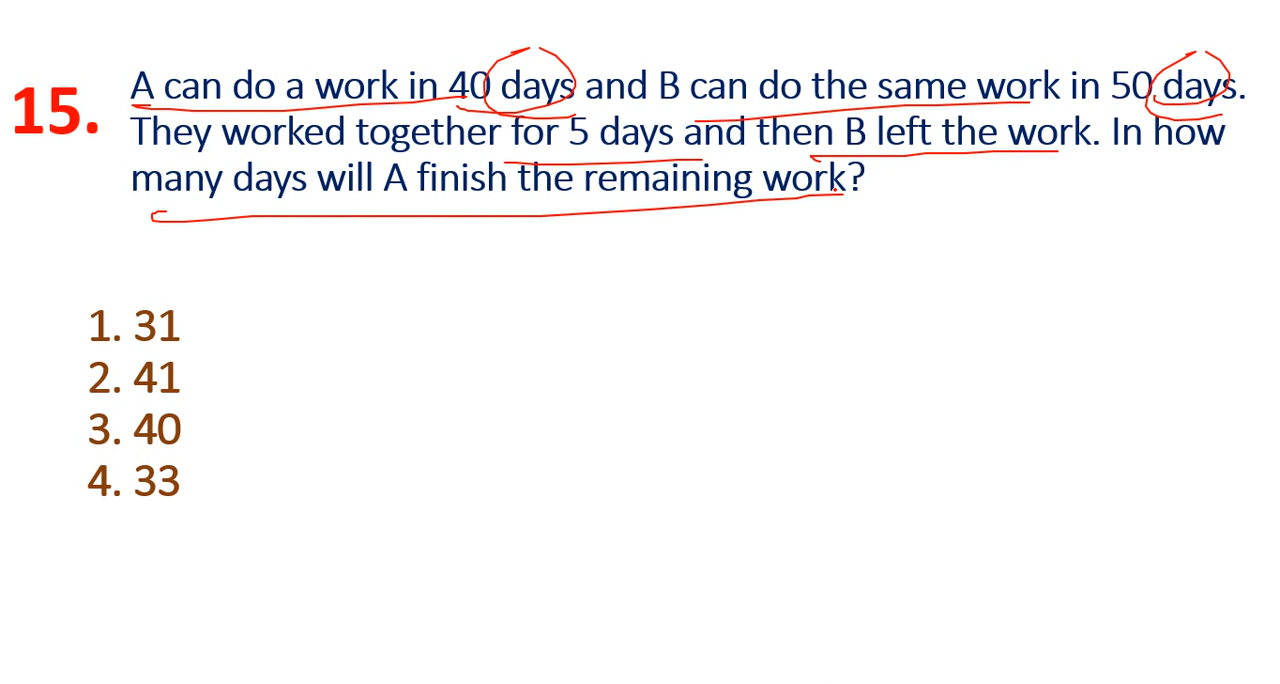 15. A can do a work in 40 days and B can do the same work in 50 days.
They worked together for 5 days and then B left the work. In how
many days will A finish the remaining work?
1. 31
2. 41
3. 40
4. 33